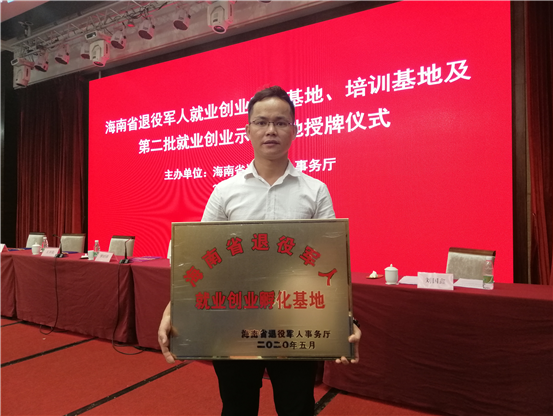 海南省退役军人就业创业 基地、培训基地及
第二批就业创业示 地授牌仪式
主办单位：海南省 事务厅
海南省退役军人
就业创业孵化基地
海南省退役军人事务厅
二〇二〇年五月